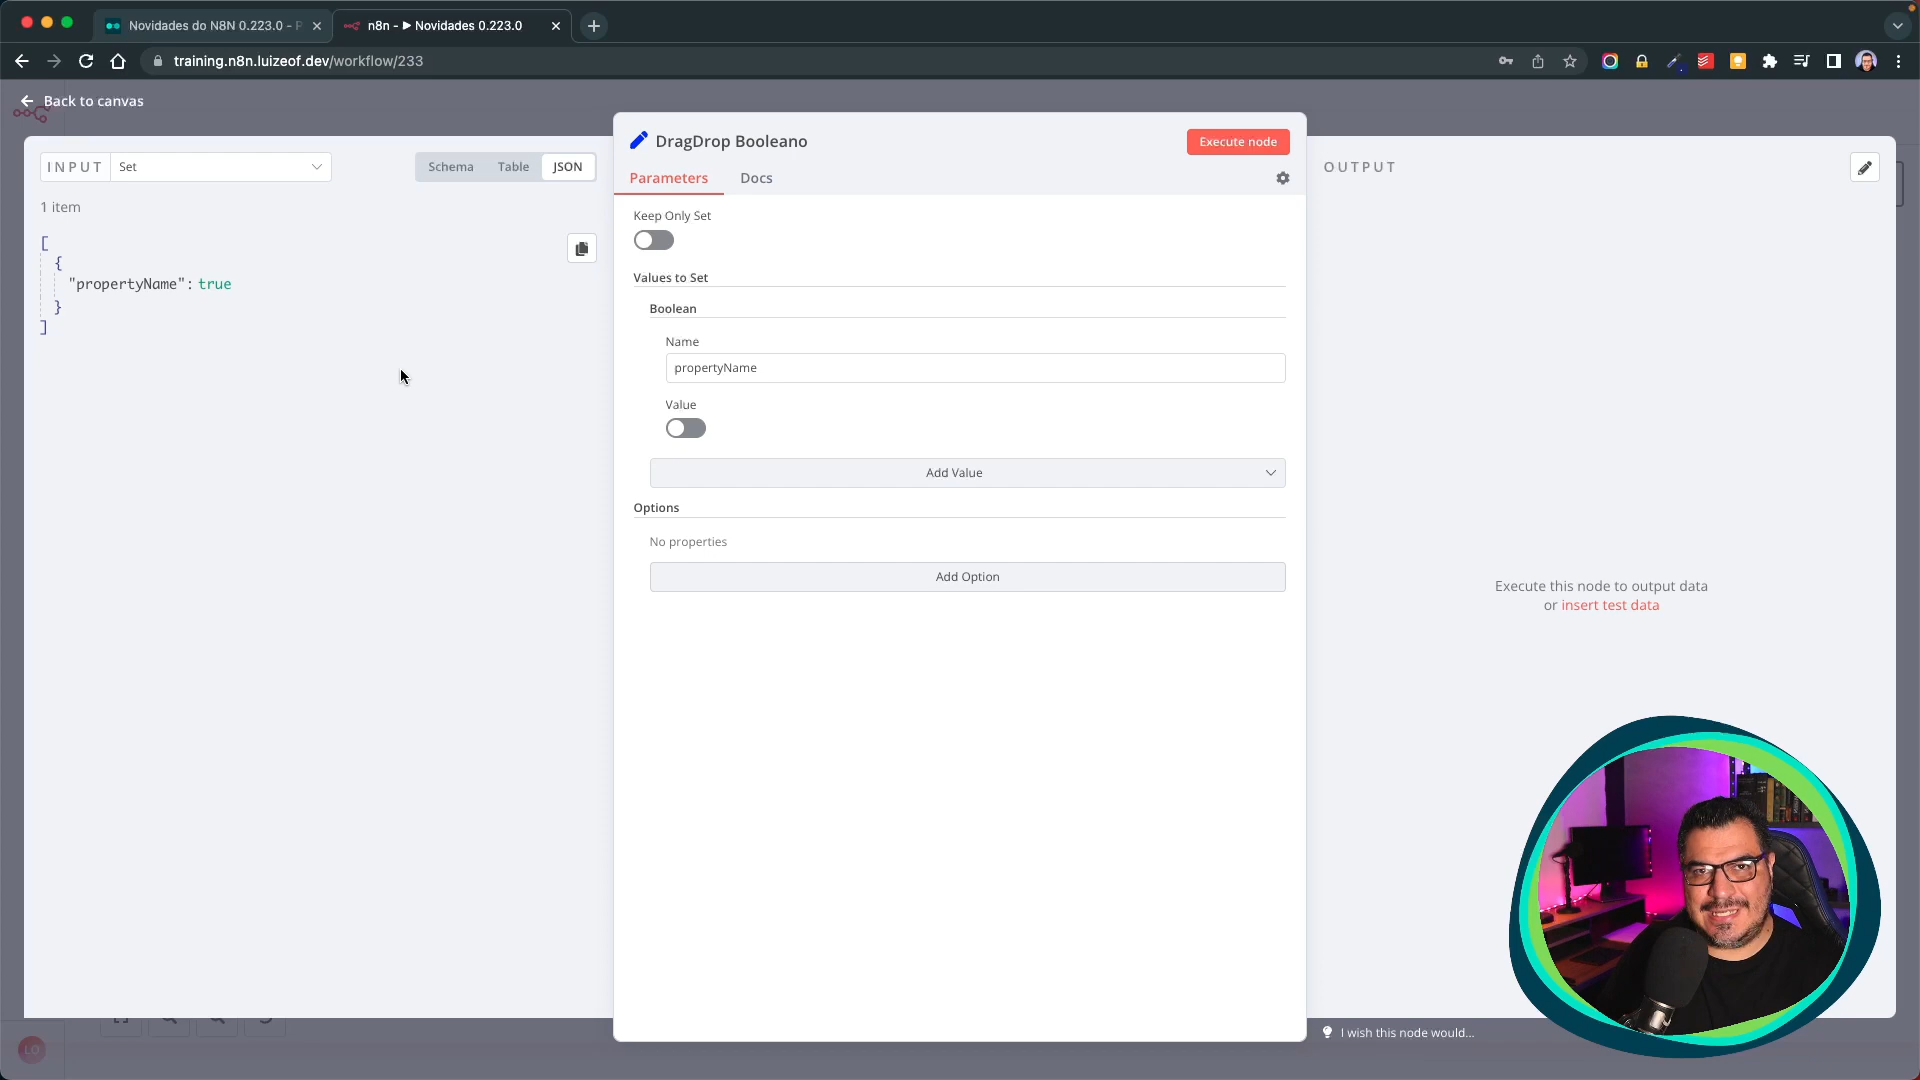 Novidades do N8N 0.223.0 - P
n8n - ▶ Novidades 0.223.0
training.n8n.luizeof.dev/workflow/233
Back to canvas
DragDrop Booleano
Execute node
INPUT
Set
Schema
Table
JSON
OUTPUT
Parameters
Docs
1 item
Keep Only Set
[
{
"propertyName": true
}
]
Values to Set
Boolean
Name
propertyName
Value
Add Value
Options
No properties
Add Option
Execute this node to output data
or insert test data
I wish this node would...
LO